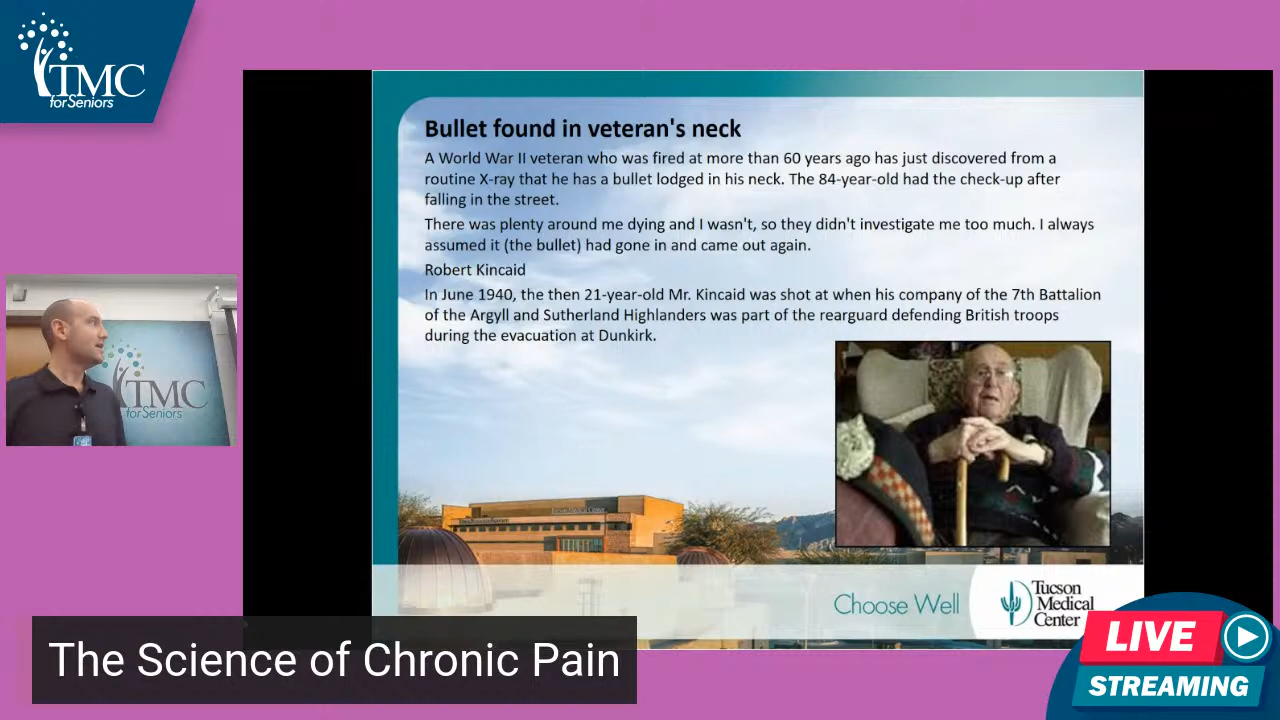 TMC
for Seniors
Bullet found in veteran's neck
A World War II veteran who was fired at more than 60 years ago has just discovered from a
routine X-ray that he has a bullet lodged in his neck. The 84-year-old had the check-up after
falling in the street.
There was plenty around me dying and I wasn't, so they didn't investigate me too much. I always
assumed it (the bullet) had gone in and came out again.
Robert Kincaid
In June 1940, the then 21-year-old Mr. Kincaid was shot at when his company of the 7th Battalion
of the Argyll and Sutherland Highlanders was part of the rearguard defending British troops
during the evacuation at Dunkirk.
TMC
for Seniors
Choose Well
Tucson
Medical
Center
The Science of Chronic Pain
LIVE
STREAMING